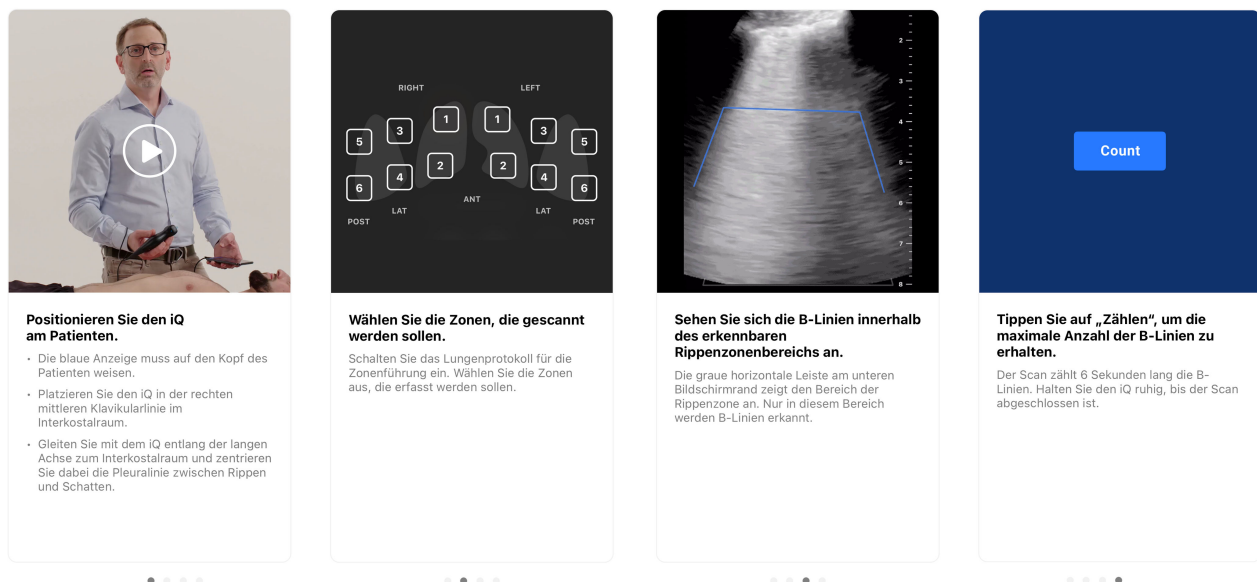 Positionieren Sie den iQ
am Patienten.
• Die blaue Anzeige muss auf den Kopf des
Patienten weisen.
• Platzieren Sie den iQ in der rechten
mittleren Klavikularlinie im
Interkostalraum.
• Gleiten Sie mit dem iQ entlang der langen
Achse zum Interkostalraum und zentrieren
Sie dabei die Pleuralinie zwischen Rippen
und Schatten.
RIGHT LEFT
1 1
3 3
5 5
2 2
4 4
6 6
ANT
LAT LAT
POST POST
Wählen Sie die Zonen, die gescannt
werden sollen.
Schalten Sie das Lungenprotokoll für die
Zonenführung ein. Wählen Sie die Zonen
aus, die erfasst werden sollen.
2
3
4
5
6
7
8
Sehen Sie sich die B-Linien innerhalb
des erkennbaren
Rippenzonenbereichs an.
Die graue horizontale Leiste am unteren
Bildschirmrand zeigt den Bereich der
Rippenzone an. Nur in diesem Bereich
werden B-Linien erkannt.
Count
Tippen Sie auf „Zählen“, um die
maximale Anzahl der B-Linien zu
erhalten.
Der Scan zählt 6 Sekunden lang die B-
Linien. Halten Sie den iQ ruhig, bis der Scan
abgeschlossen ist.